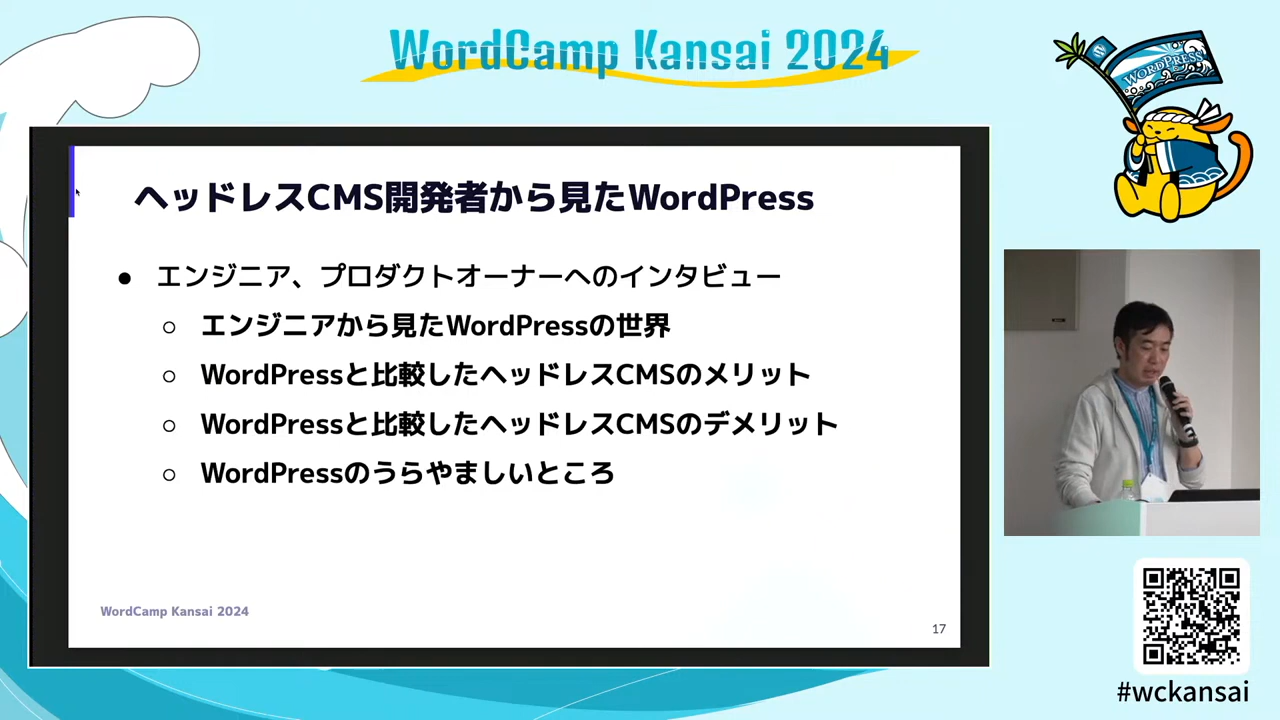 WordCamp Kansai 2024
WORDPRESS
ヘッドレスCMS開発者から見たWordPress
● エンジニア、プロダクトオーナーへのインタビュー
○ エンジニアから見たWordPressの世界
○ WordPressと比較したヘッドレスCMSのメリット
○ WordPressと比較したヘッドレスCMSのデメリット
○ WordPressのうらやましいところ
WordCamp Kansai 2024
17
#wckansai